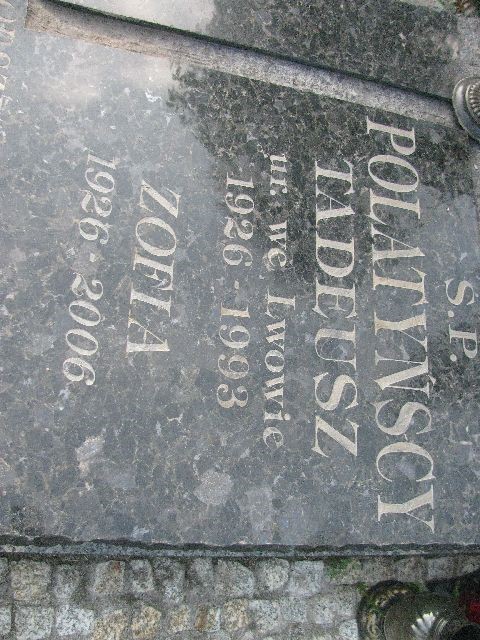 Ś.P.
POLATYŃSCY
TADEUSZ
ur. we Lwowie
1926 - 1993
ZOFIA
1926 - 2006